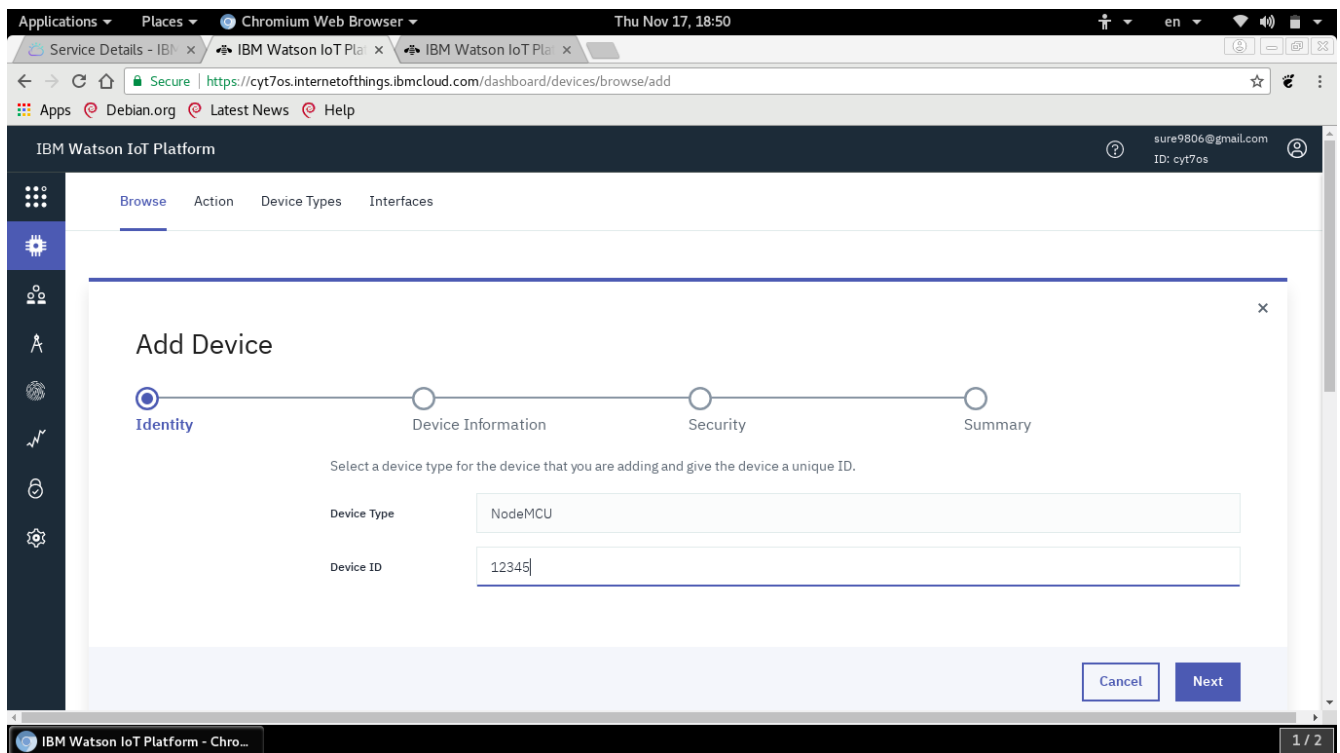 Applications Places Chromium Web Browser Thu Nov 17, 18:50 en
Service Details - IBM IBM Watson IoT Plat IBM Watson IoT Plat
Secure https://cyt7os.internetofthings.ibmcloud.com/dashboard/devices/browse/add
Apps Debian.org Latest News Help
IBM Watson IoT Platform
sure9806@gmail.com
ID: cyt7os
Browse Action Device Types Interfaces
Add Device
Identity Device Information Security Summary
Select a device type for the device that you are adding and give the device a unique ID.
Device Type NodeMCU
Device ID 12345
Cancel Next
IBM Watson IoT Platform - Chro... 1 / 2